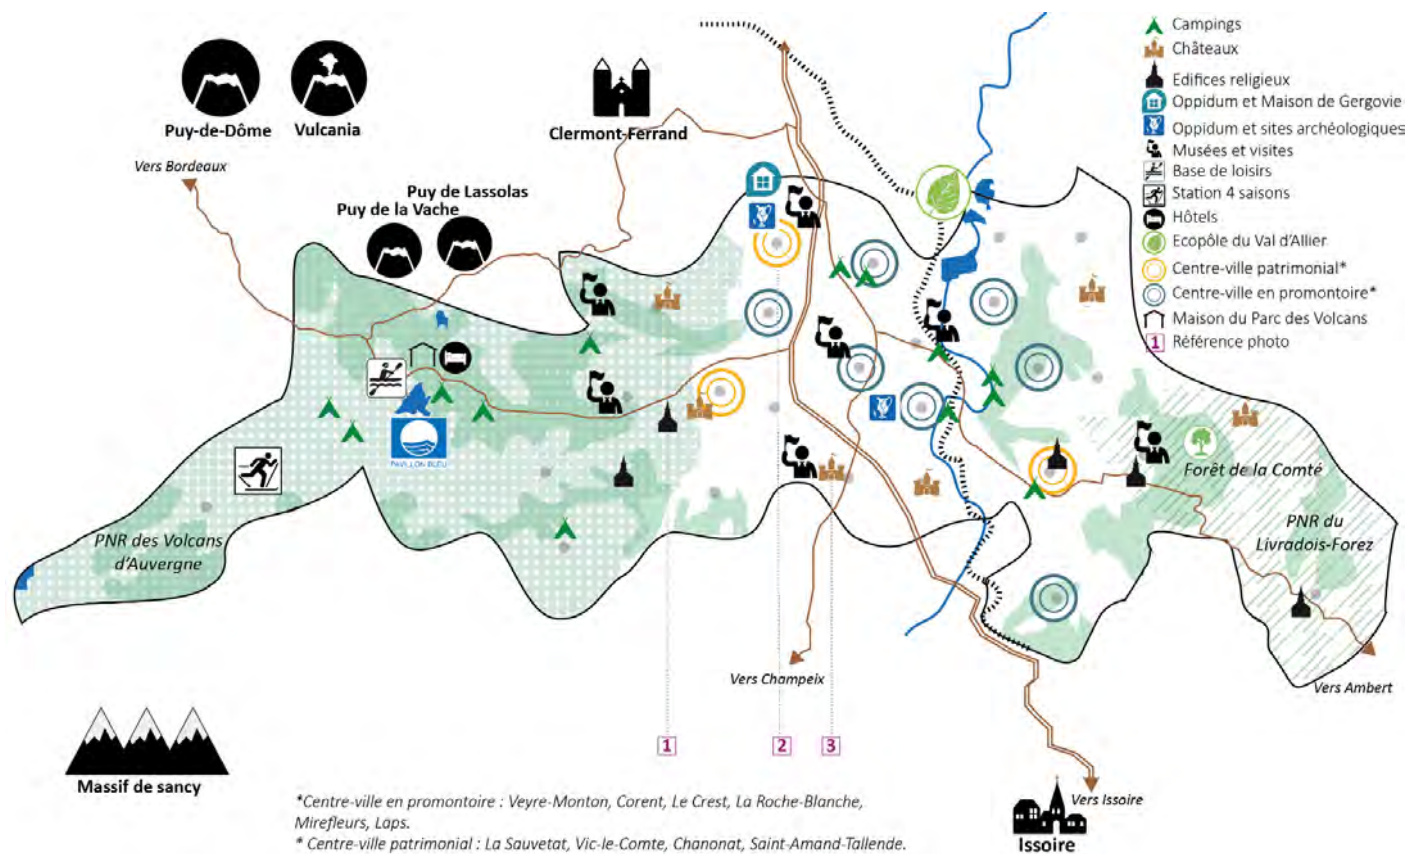 Campings
Châteaux
Edifices religieux
Oppidum et Maison de Gergovie
Oppidum et sites archéologiques
Musées et visites
Base de loisirs
Station 4 saisons
Hôtels
Ecopôle du Val d'Allier
Centre-ville patrimonial*
Centre-ville en promontoire*
Maison du Parc des Volcans
1 Référence photo
Puy-de-Dôme
Vulcania
Clermont-Ferrand
Vers Bordeaux
Puy de Lassolas
Puy de la Vache
PAVILLON BLEU
Forêt de la Comté
PNR des Volcans
d'Auvergne
PNR du
Livradois-Forez
Vers Champeix
Vers Ambert
1
2
3
Massif de sancy
Vers Issoire
Issoire
*Centre-ville en promontoire : Veyre-Monton, Corent, Le Crest, La Roche-Blanche,
Mirefleurs, Laps.
* Centre-ville patrimonial : La Sauvetat, Vic-le-Comte, Chanonat, Saint-Amand-Tallende.